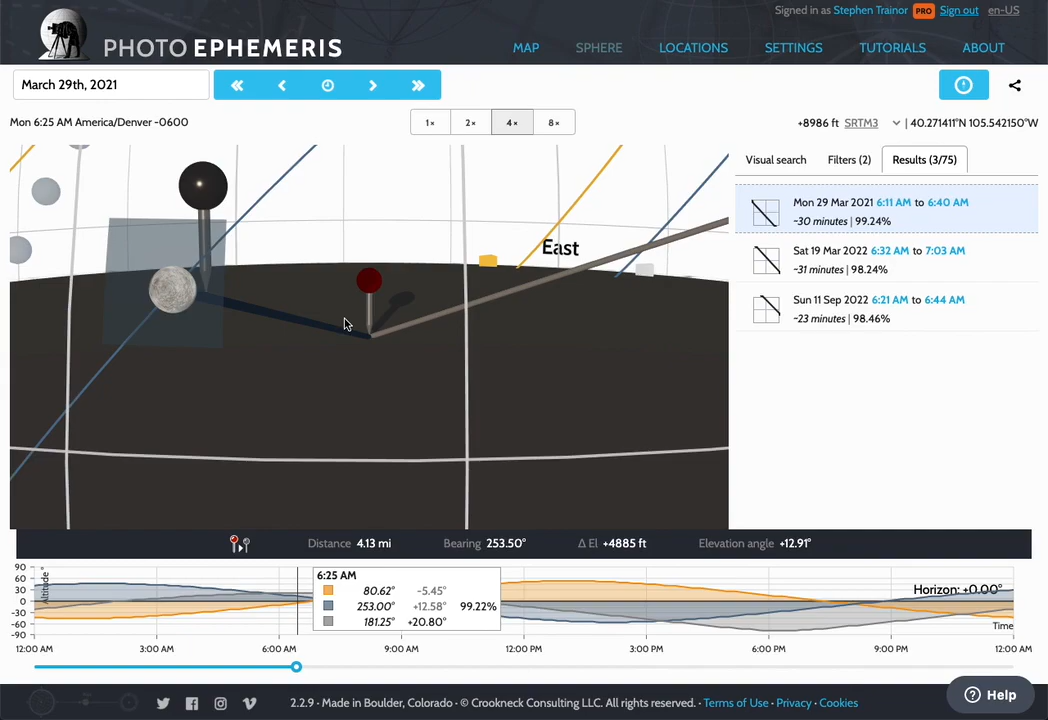 Signed in as Stephen Trainor PRO Sign out en-US
PHOTO EPHEMERIS
MAP SPHERE LOCATIONS SETTINGS TUTORIALS ABOUT
March 29th, 2021
Mon 6:25 AM America/Denver -0600
1× 2× 4× 8×
+8986 ft SRTM3 | 40.271411°N 105.542150°W
Visual search Filters (2) Results (3/75)
Mon 29 Mar 2021 6:11 AM to 6:40 AM
~30 minutes | 99.24%
Sat 19 Mar 2022 6:32 AM to 7:03 AM
~31 minutes | 98.24%
Sun 11 Sep 2022 6:21 AM to 6:44 AM
~23 minutes | 98.46%
East
Distance 4.13 mi Bearing 253.50° Δ El +4885 ft Elevation angle +12.91°
90
60
30
0
-30
-60
-90
Altitude °
6:25 AM
80.62° -5.45°
253.00° +12.58° 99.22%
181.25° +20.80°
Horizon: +0.00°
Time
12:00 AM 3:00 AM 6:00 AM 9:00 AM 12:00 PM 3:00 PM 6:00 PM 9:00 PM 12:00 AM
2.2.9 · Made in Boulder, Colorado · © Crookneck Consulting LLC. All rights reserved. · Terms of Use · Privacy · Cookies
Help